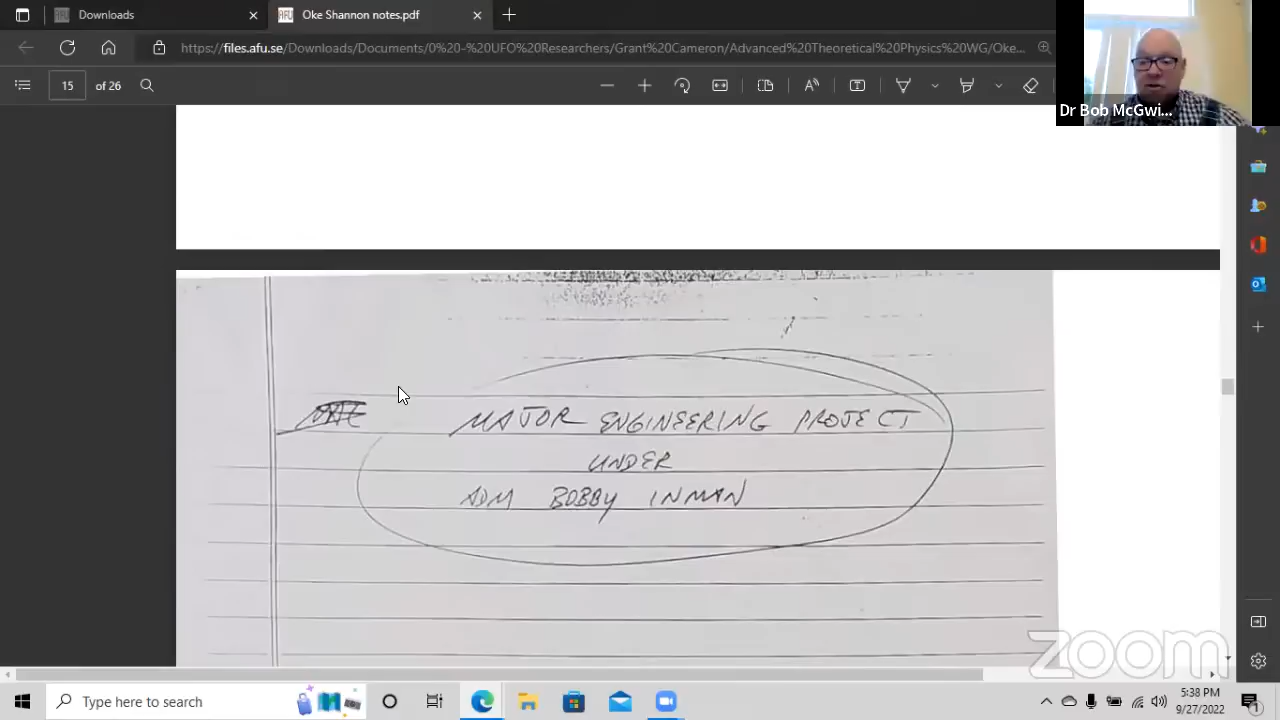 Downloads
Oke Shannon notes.pdf
https://files.afu.se/Downloads/Documents/0%20-%20UFO%20Researchers/Grant%20Cameron/Advanced%20Theoretical%20Physics%20WG/Oke...
15 of 26
Dr Bob McGwi...
MAJOR ENGINEERING PROJECT
UNDER
ADM BOBBY INMAN
zoom
Type here to search
5:38 PM
9/27/2022